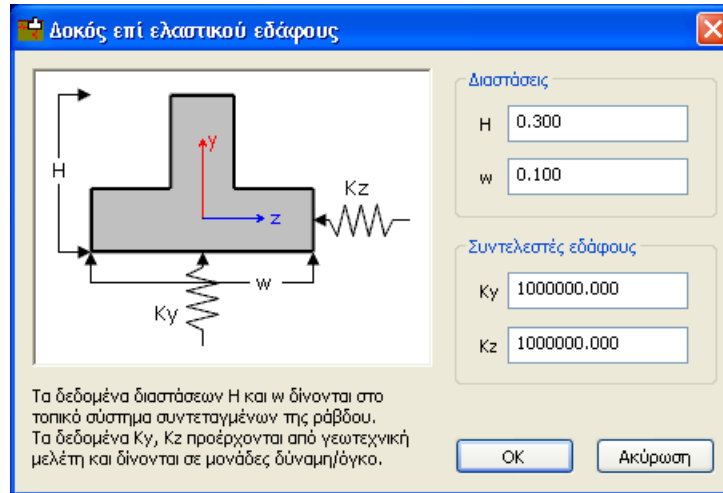 Δοκός επί ελαστικού εδάφους
H
y
z
Kz
w
Ky
Διαστάσεις
H 0.300
w 0.100
Συντελεστές εδάφους
Ky 1000000.000
Kz 1000000.000
Τα δεδομένα διαστάσεων H και w δίνονται στο
τοπικό σύστημα συντεταγμένων της ράβδου.
Τα δεδομένα Ky, Kz προέρχονται από γεωτεχνική
μελέτη και δίνονται σε μονάδες δύναμη/όγκο.
OK
Ακύρωση